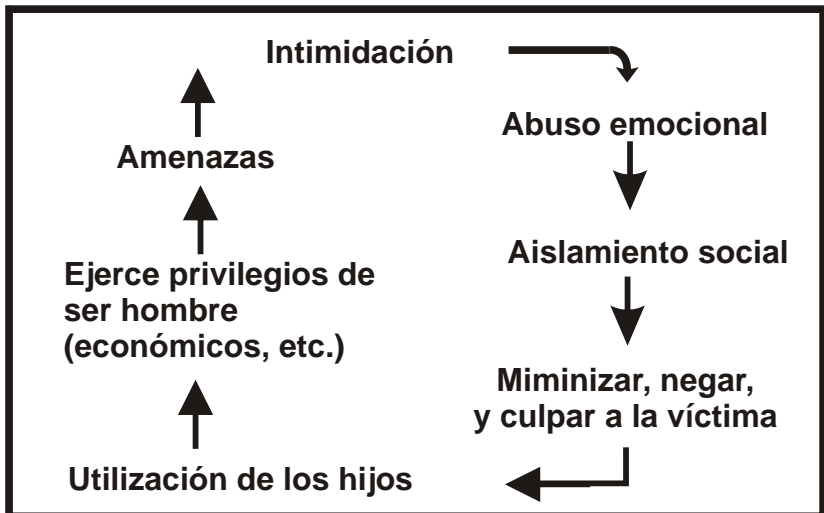 Intimidación
Abuso emocional
Aislamiento social
Miminizar, negar,
y culpar a la víctima
Utilización de los hijos
Ejerce privilegios de
ser hombre
(económicos, etc.)
Amenazas